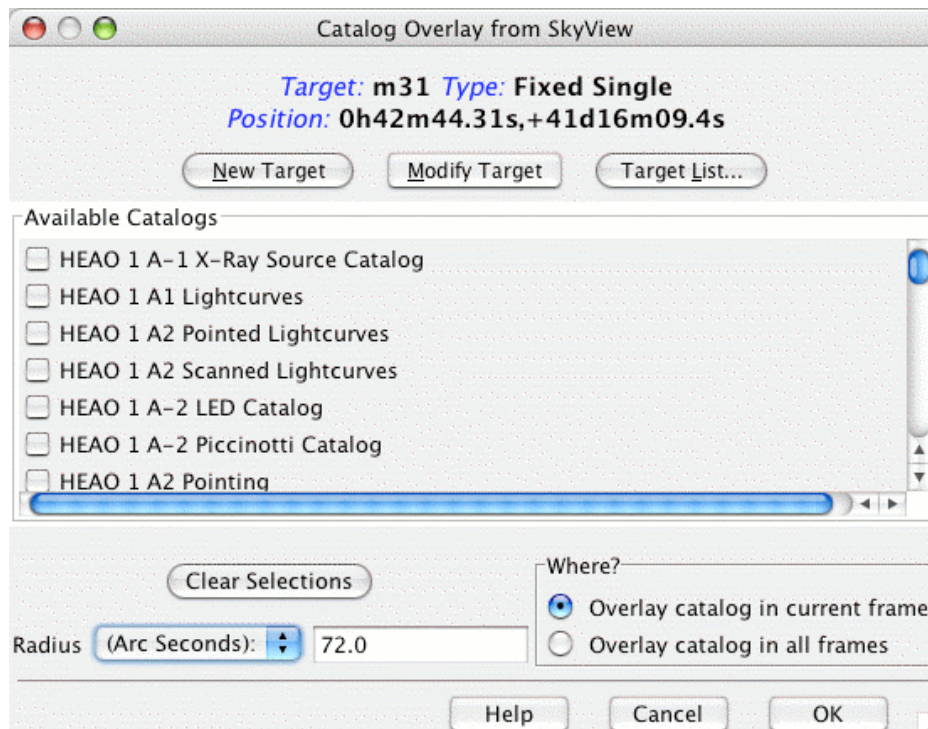 Catalog Overlay from SkyView
Target: m31 Type: Fixed Single
Position: 0h42m44.31s,+41d16m09.4s
New Target Modify Target Target List...
Available Catalogs
HEAO 1 A-1 X-Ray Source Catalog
HEAO 1 A1 Lightcurves
HEAO 1 A2 Pointed Lightcurves
HEAO 1 A2 Scanned Lightcurves
HEAO 1 A-2 LED Catalog
HEAO 1 A-2 Piccinotti Catalog
HEAO 1 A2 Pointing
Clear Selections
Radius (Arc Seconds): 72.0
Where?
Overlay catalog in current frame
Overlay catalog in all frames
Help Cancel OK